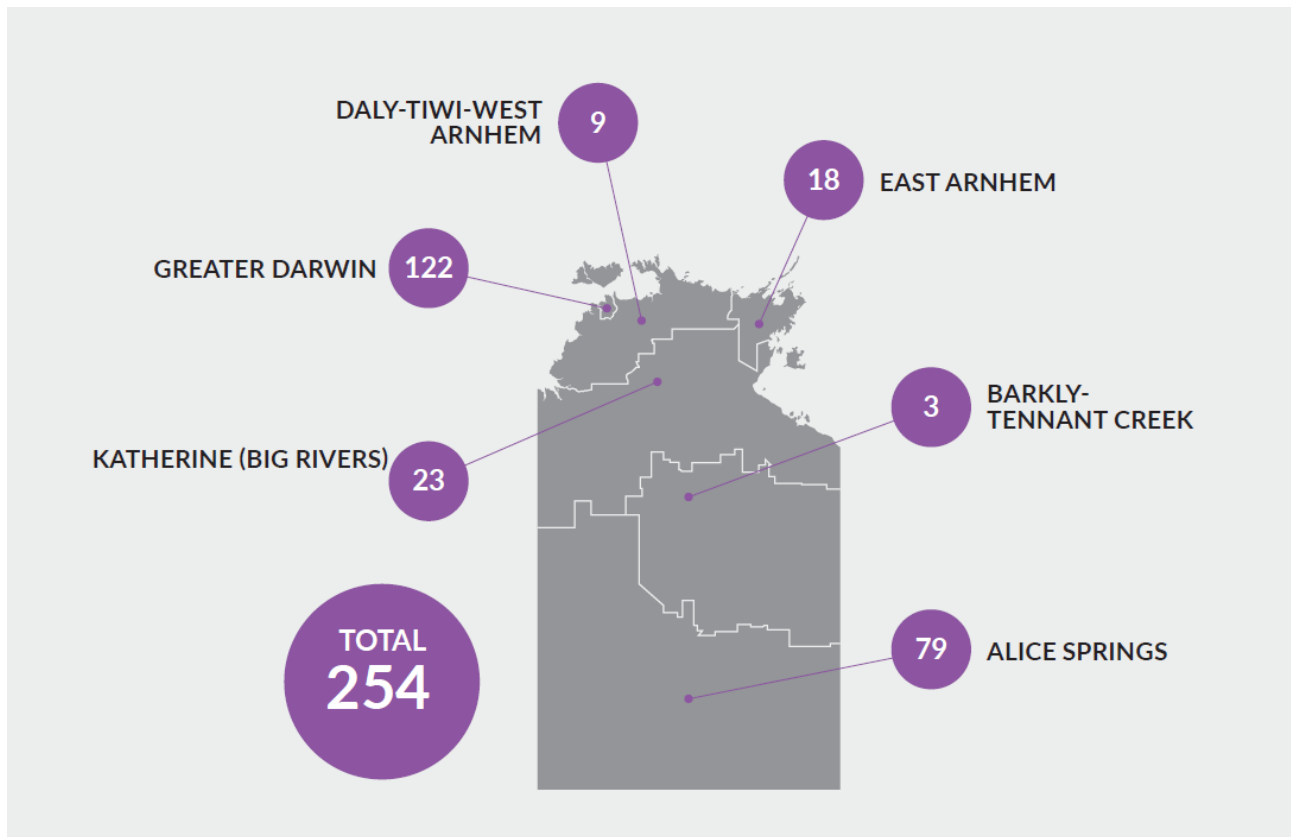 DALY-TIWI-WEST
ARNHEM
9
18
EAST ARNHEM
GREATER DARWIN
122
BARKLY-
TENNANT CREEK
3
KATHERINE (BIG RIVERS)
23
TOTAL
254
79
ALICE SPRINGS